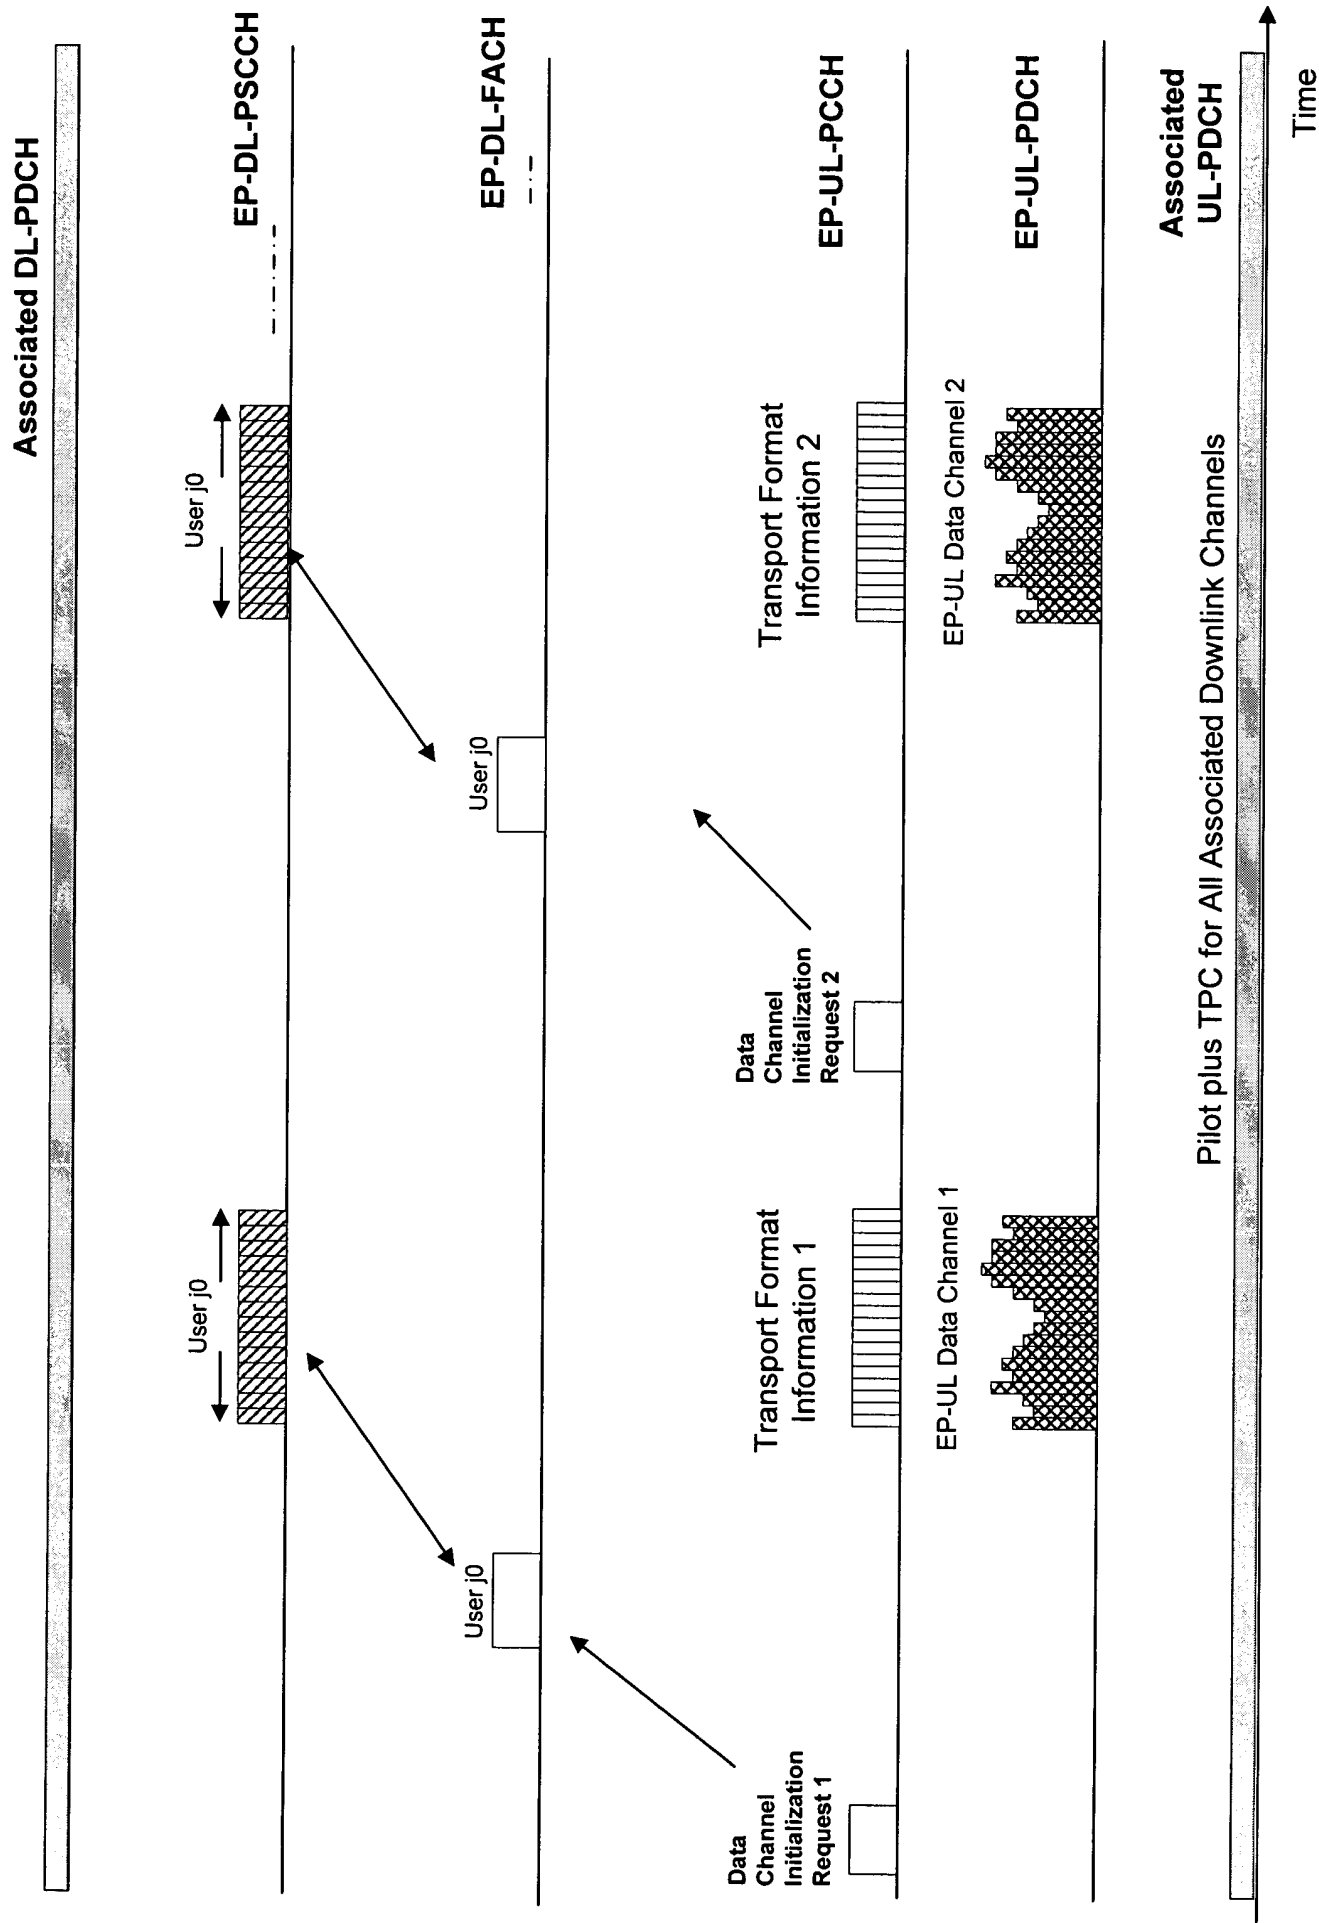 Associated DL-PDCH
User j0
User j0
EP-DL-PSCCH
User j0
User j0
EP-DL-FACH
Data
Channel
Initialization
Request 1
Transport Format
Information 1
Data
Channel
Initialization
Request 2
Transport Format
Information 2
EP-UL-PCCH
EP-UL Data Channel 1
EP-UL Data Channel 2
EP-UL-PDCH
Pilot plus TPC for All Associated Downlink Channels
Associated
UL-PDCH
Time